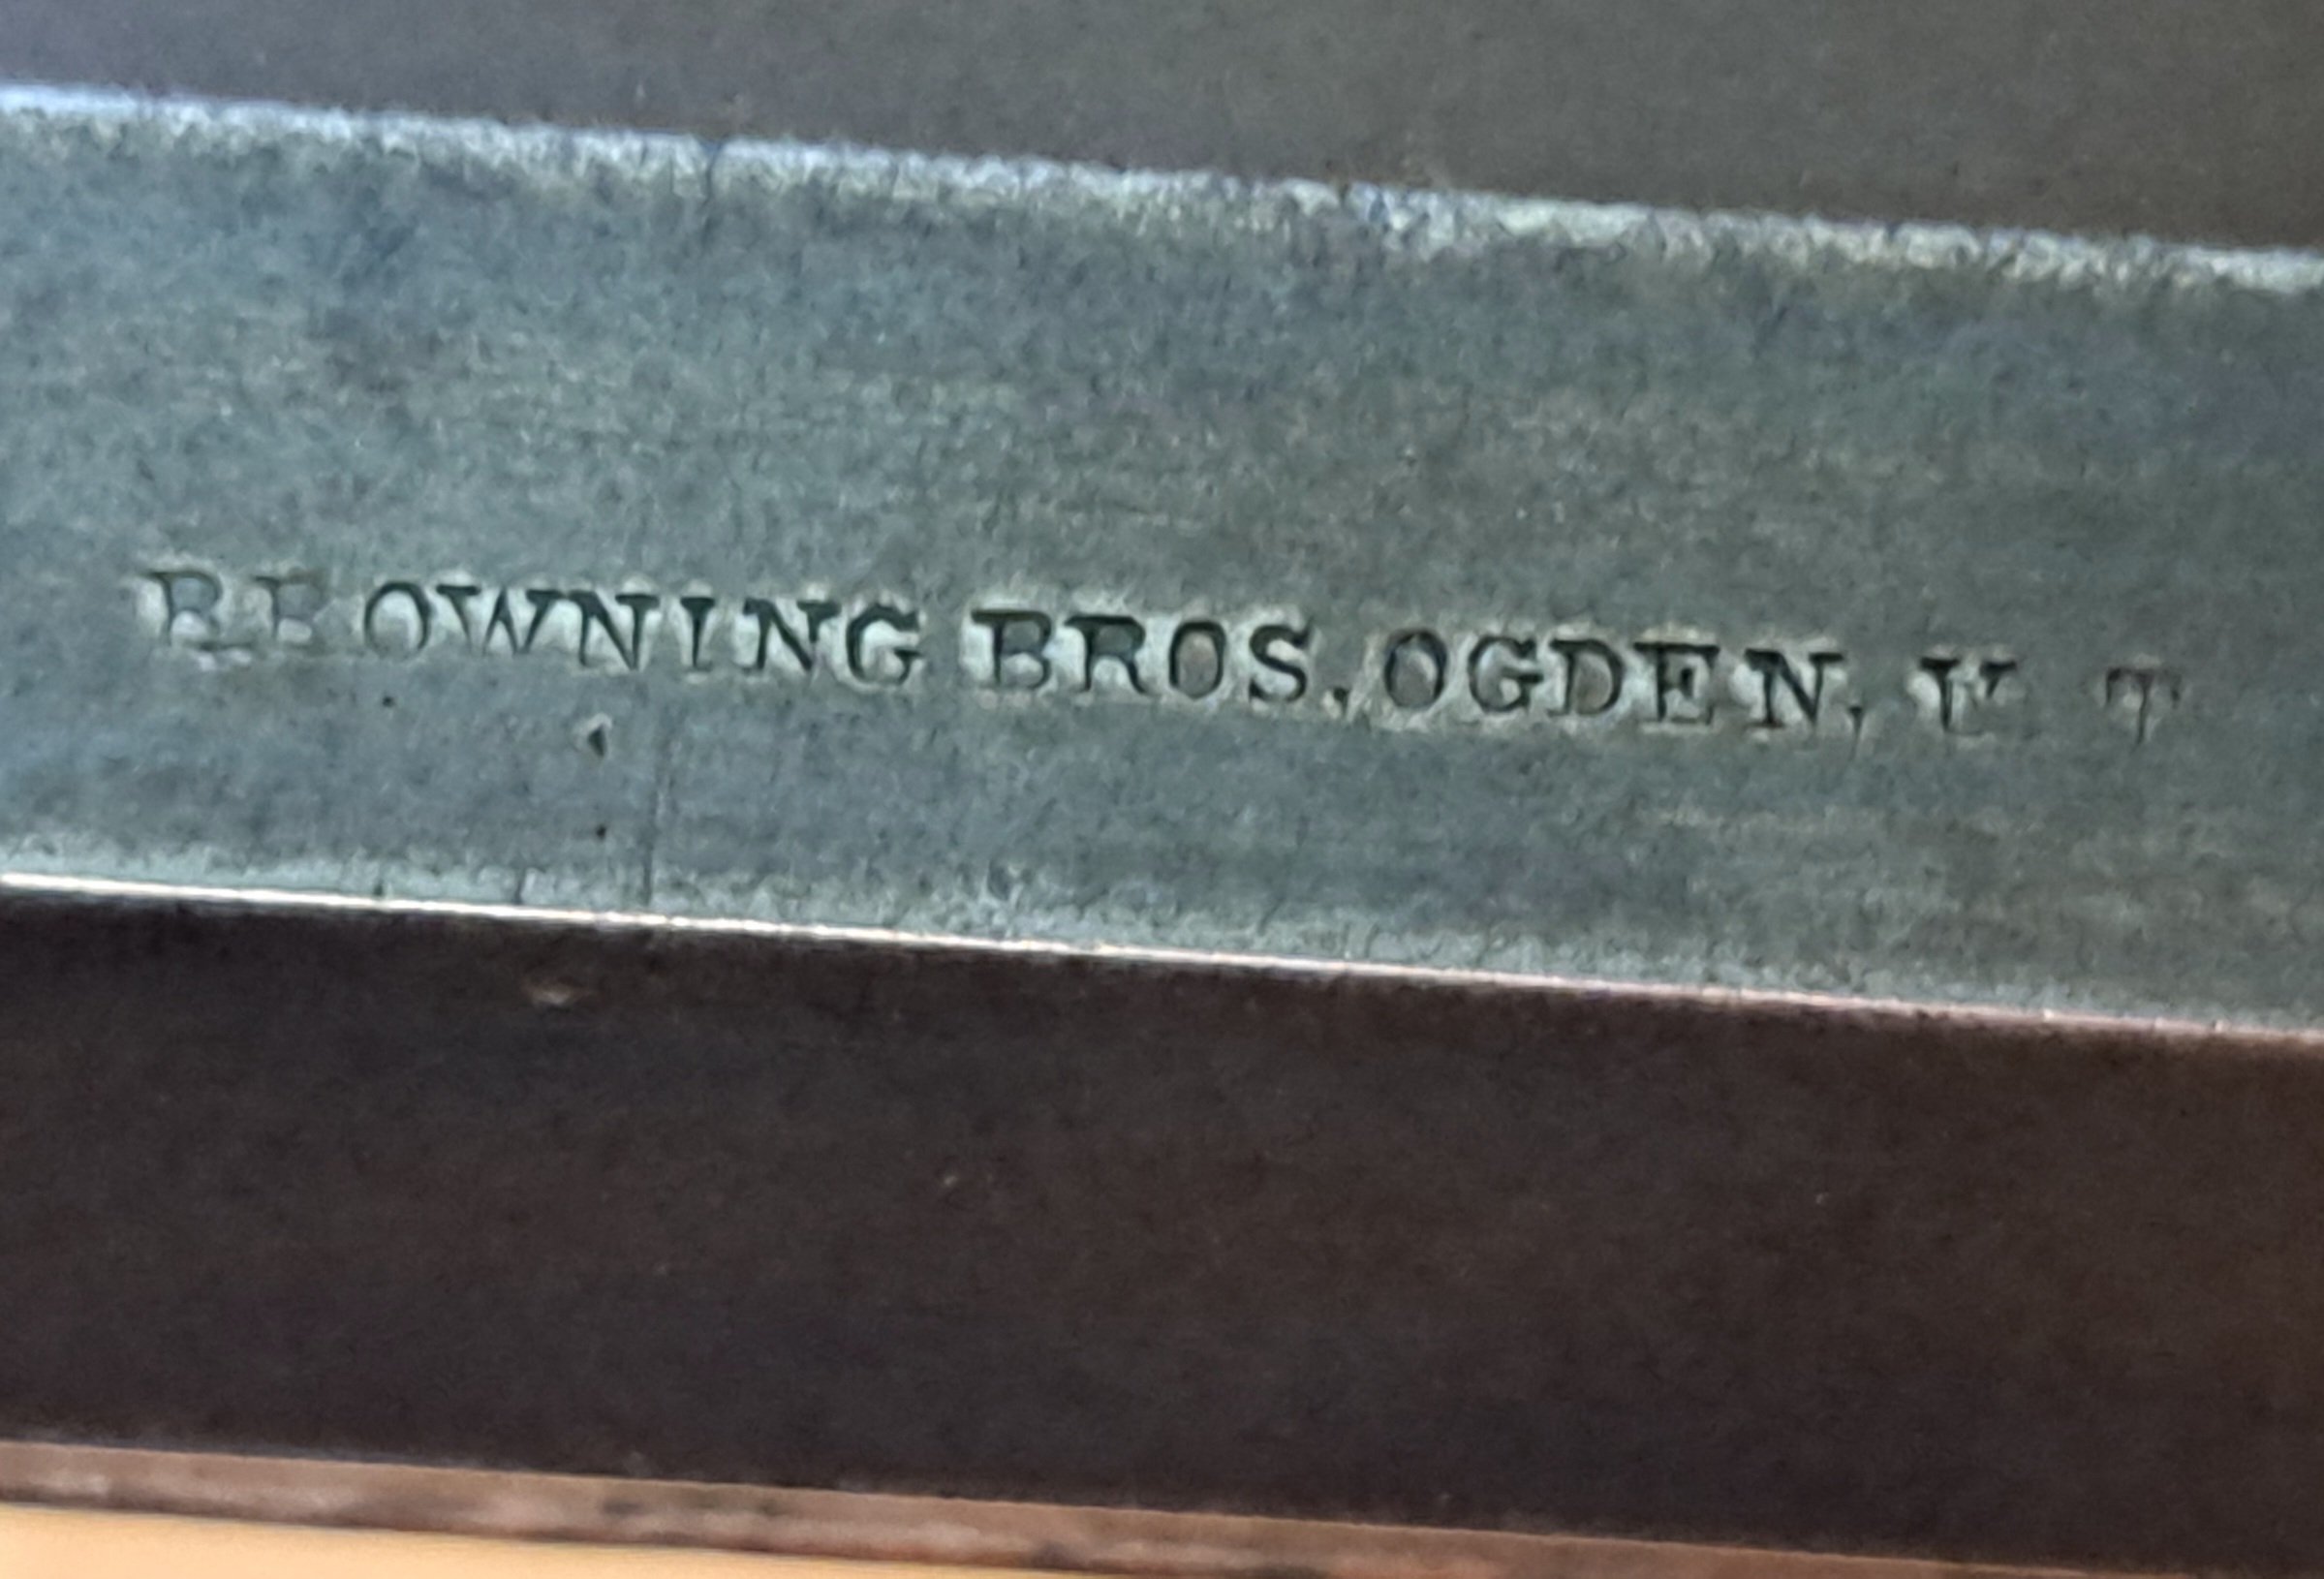 BROWNING BROS. OGDEN, U. T